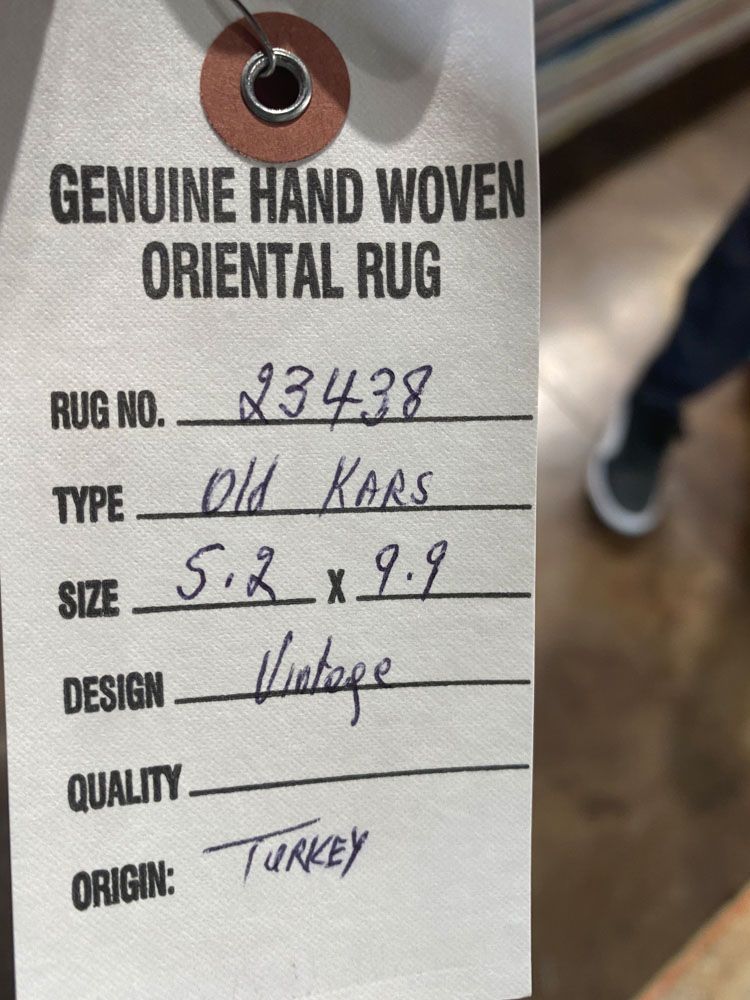 GENUINE HAND WOVEN
ORIENTAL RUG
RUG NO. 23438
TYPE Old KARS
SIZE 5.2 X 9.9
DESIGN Vintage
QUALITY
ORIGIN: TURKEY